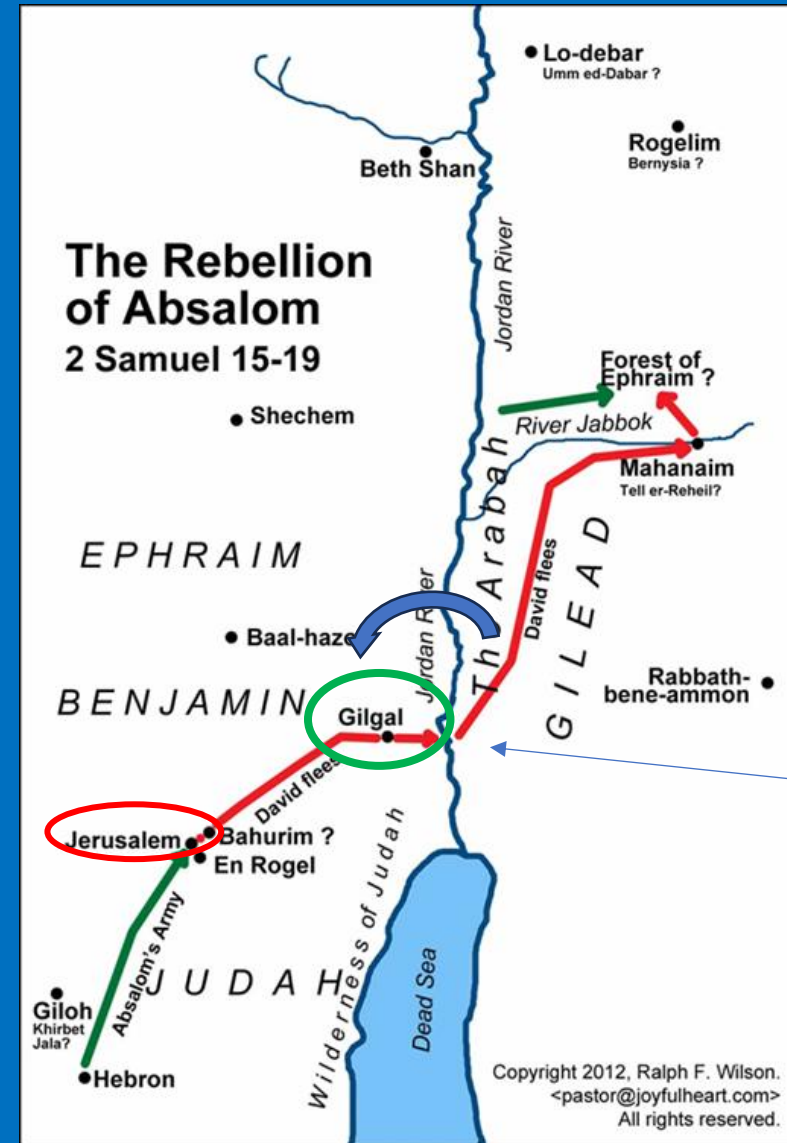 Lo-debar
Umm ed-Dabar ?
Rogelim
Bernysia ?
Beth Shan
The Rebellion
of Absalom
2 Samuel 15-19
Jordan River
Forest of
Ephraim ?
Shechem
River Jabbok
Mahanaim
Tell er-Reheil?
The Arabah
EPHRAIM
GILEAD
David flees
Jordan River
Baal-haz
Rabbath-
bene-ammon
BENJAMIN
Gilgal
David flees
Jerusalem
Bahurim ?
En Rogel
Wilderness of Judah
Absalom's Army
JUDAH
Dead Sea
Giloh
Khirbet
Jala?
Hebron
Copyright 2012, Ralph F. Wilson.
<pastor@joyfulheart.com>
All rights reserved.